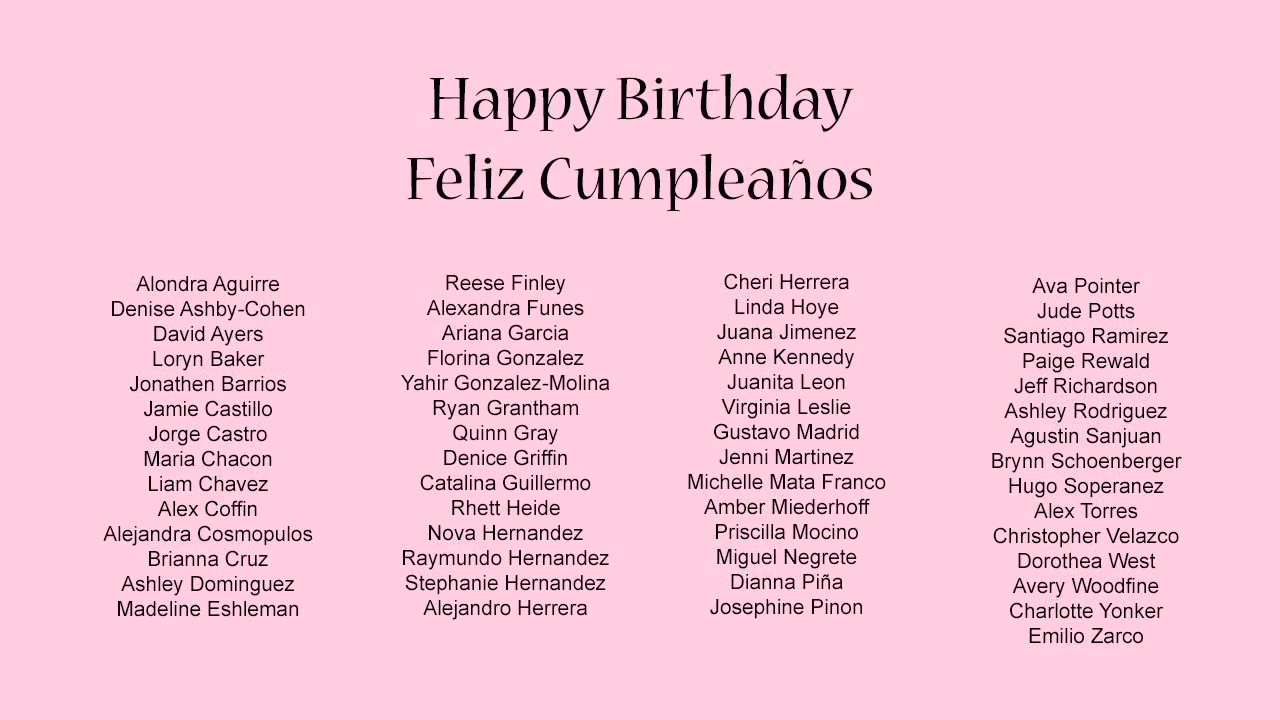 Happy Birthday
Feliz Cumpleaños
Alondra Aguirre
Denise Ashby-Cohen
David Ayers
Loryn Baker
Jonathen Barrios
Jamie Castillo
Jorge Castro
Maria Chacon
Liam Chavez
Alex Coffin
Alejandra Cosmopulos
Brianna Cruz
Ashley Dominguez
Madeline Eshleman
Reese Finley
Alexandra Funes
Ariana Garcia
Florina Gonzalez
Yahir Gonzalez-Molina
Ryan Grantham
Quinn Gray
Denice Griffin
Catalina Guillermo
Rhett Heide
Nova Hernandez
Raymundo Hernandez
Stephanie Hernandez
Alejandro Herrera
Cheri Herrera
Linda Hoye
Juana Jimenez
Anne Kennedy
Juanita Leon
Virginia Leslie
Gustavo Madrid
Jenni Martinez
Michelle Mata Franco
Amber Miederhoff
Priscilla Mocino
Miguel Negrete
Dianna Piña
Josephine Pinon
Ava Pointer
Jude Potts
Santiago Ramirez
Paige Rewald
Jeff Richardson
Ashley Rodriguez
Agustin Sanjuan
Brynn Schoenberger
Hugo Soperanez
Alex Torres
Christopher Velazco
Dorothea West
Avery Woodfine
Charlotte Yonker
Emilio Zarco